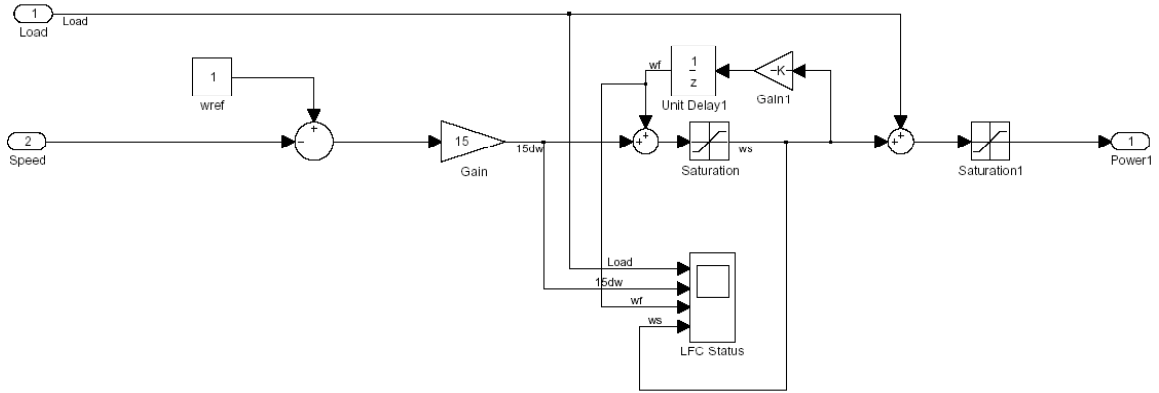 1
Load
Load
1
wref
+
−
2
Speed
15
Gain
15dw
wf
1
z
Unit Delay1
-K-
Gain1
+
+
Saturation
ws
+
+
Saturation1
1
Power1
Load
15dw
wf
ws
LFC Status